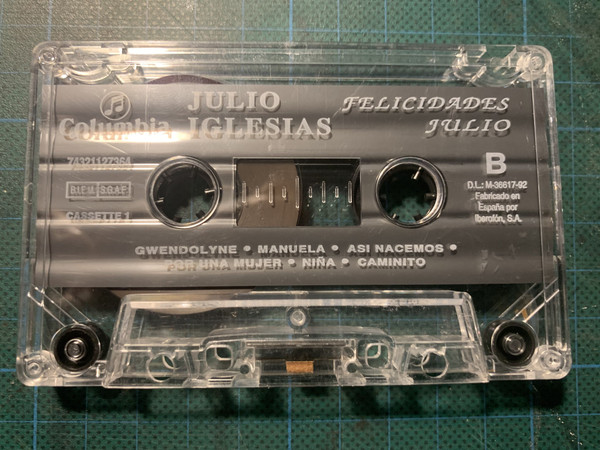 Columbia
JULIO
IGLESIAS
FELICIDADES
JULIO
74321127364
BIEM SGAE
CASSETTE 1
B
D.L.: M-36617-92
Fabricado en
España por
Iberofón, S.A.
GWENDOLYNE • MANUELA • ASI NACEMOS •
POR UNA MUJER • NIÑA • CAMINITO